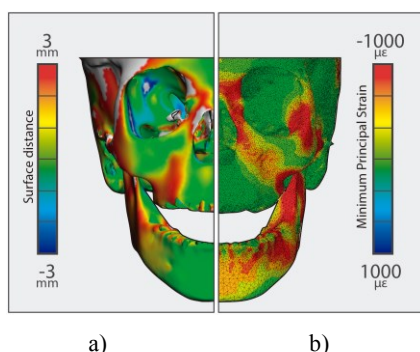 3
mm
Surface distance
-3
mm
-1000
με
Minimum Principal Strain
1000
με
a)
b)